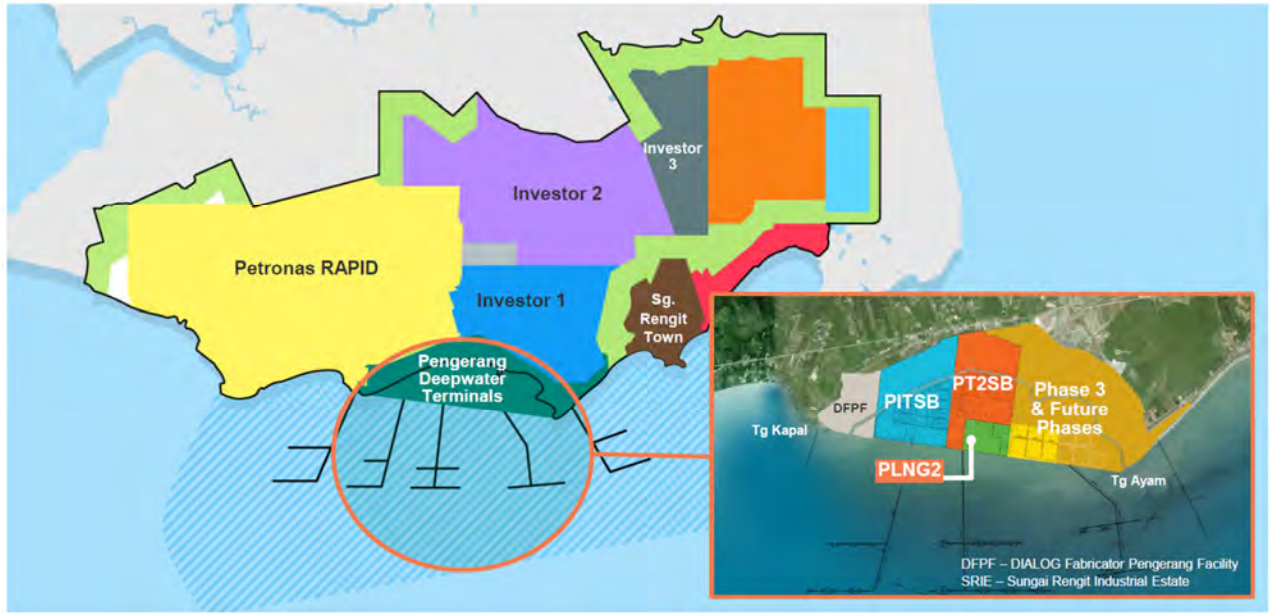 Investor
3
Investor 2
Petronas RAPID
Investor 1
Sg.
Rengit
Town
Pengerang
Deepwater
Terminals
DFPF
PITSB
PT2SB
Phase 3
& Future
Phases
Tg Kapal
PLNG2
Tg Ayam
DFPF – DIALOG Fabricator Pengerang Facility
SRIE – Sungai Rengit Industrial Estate